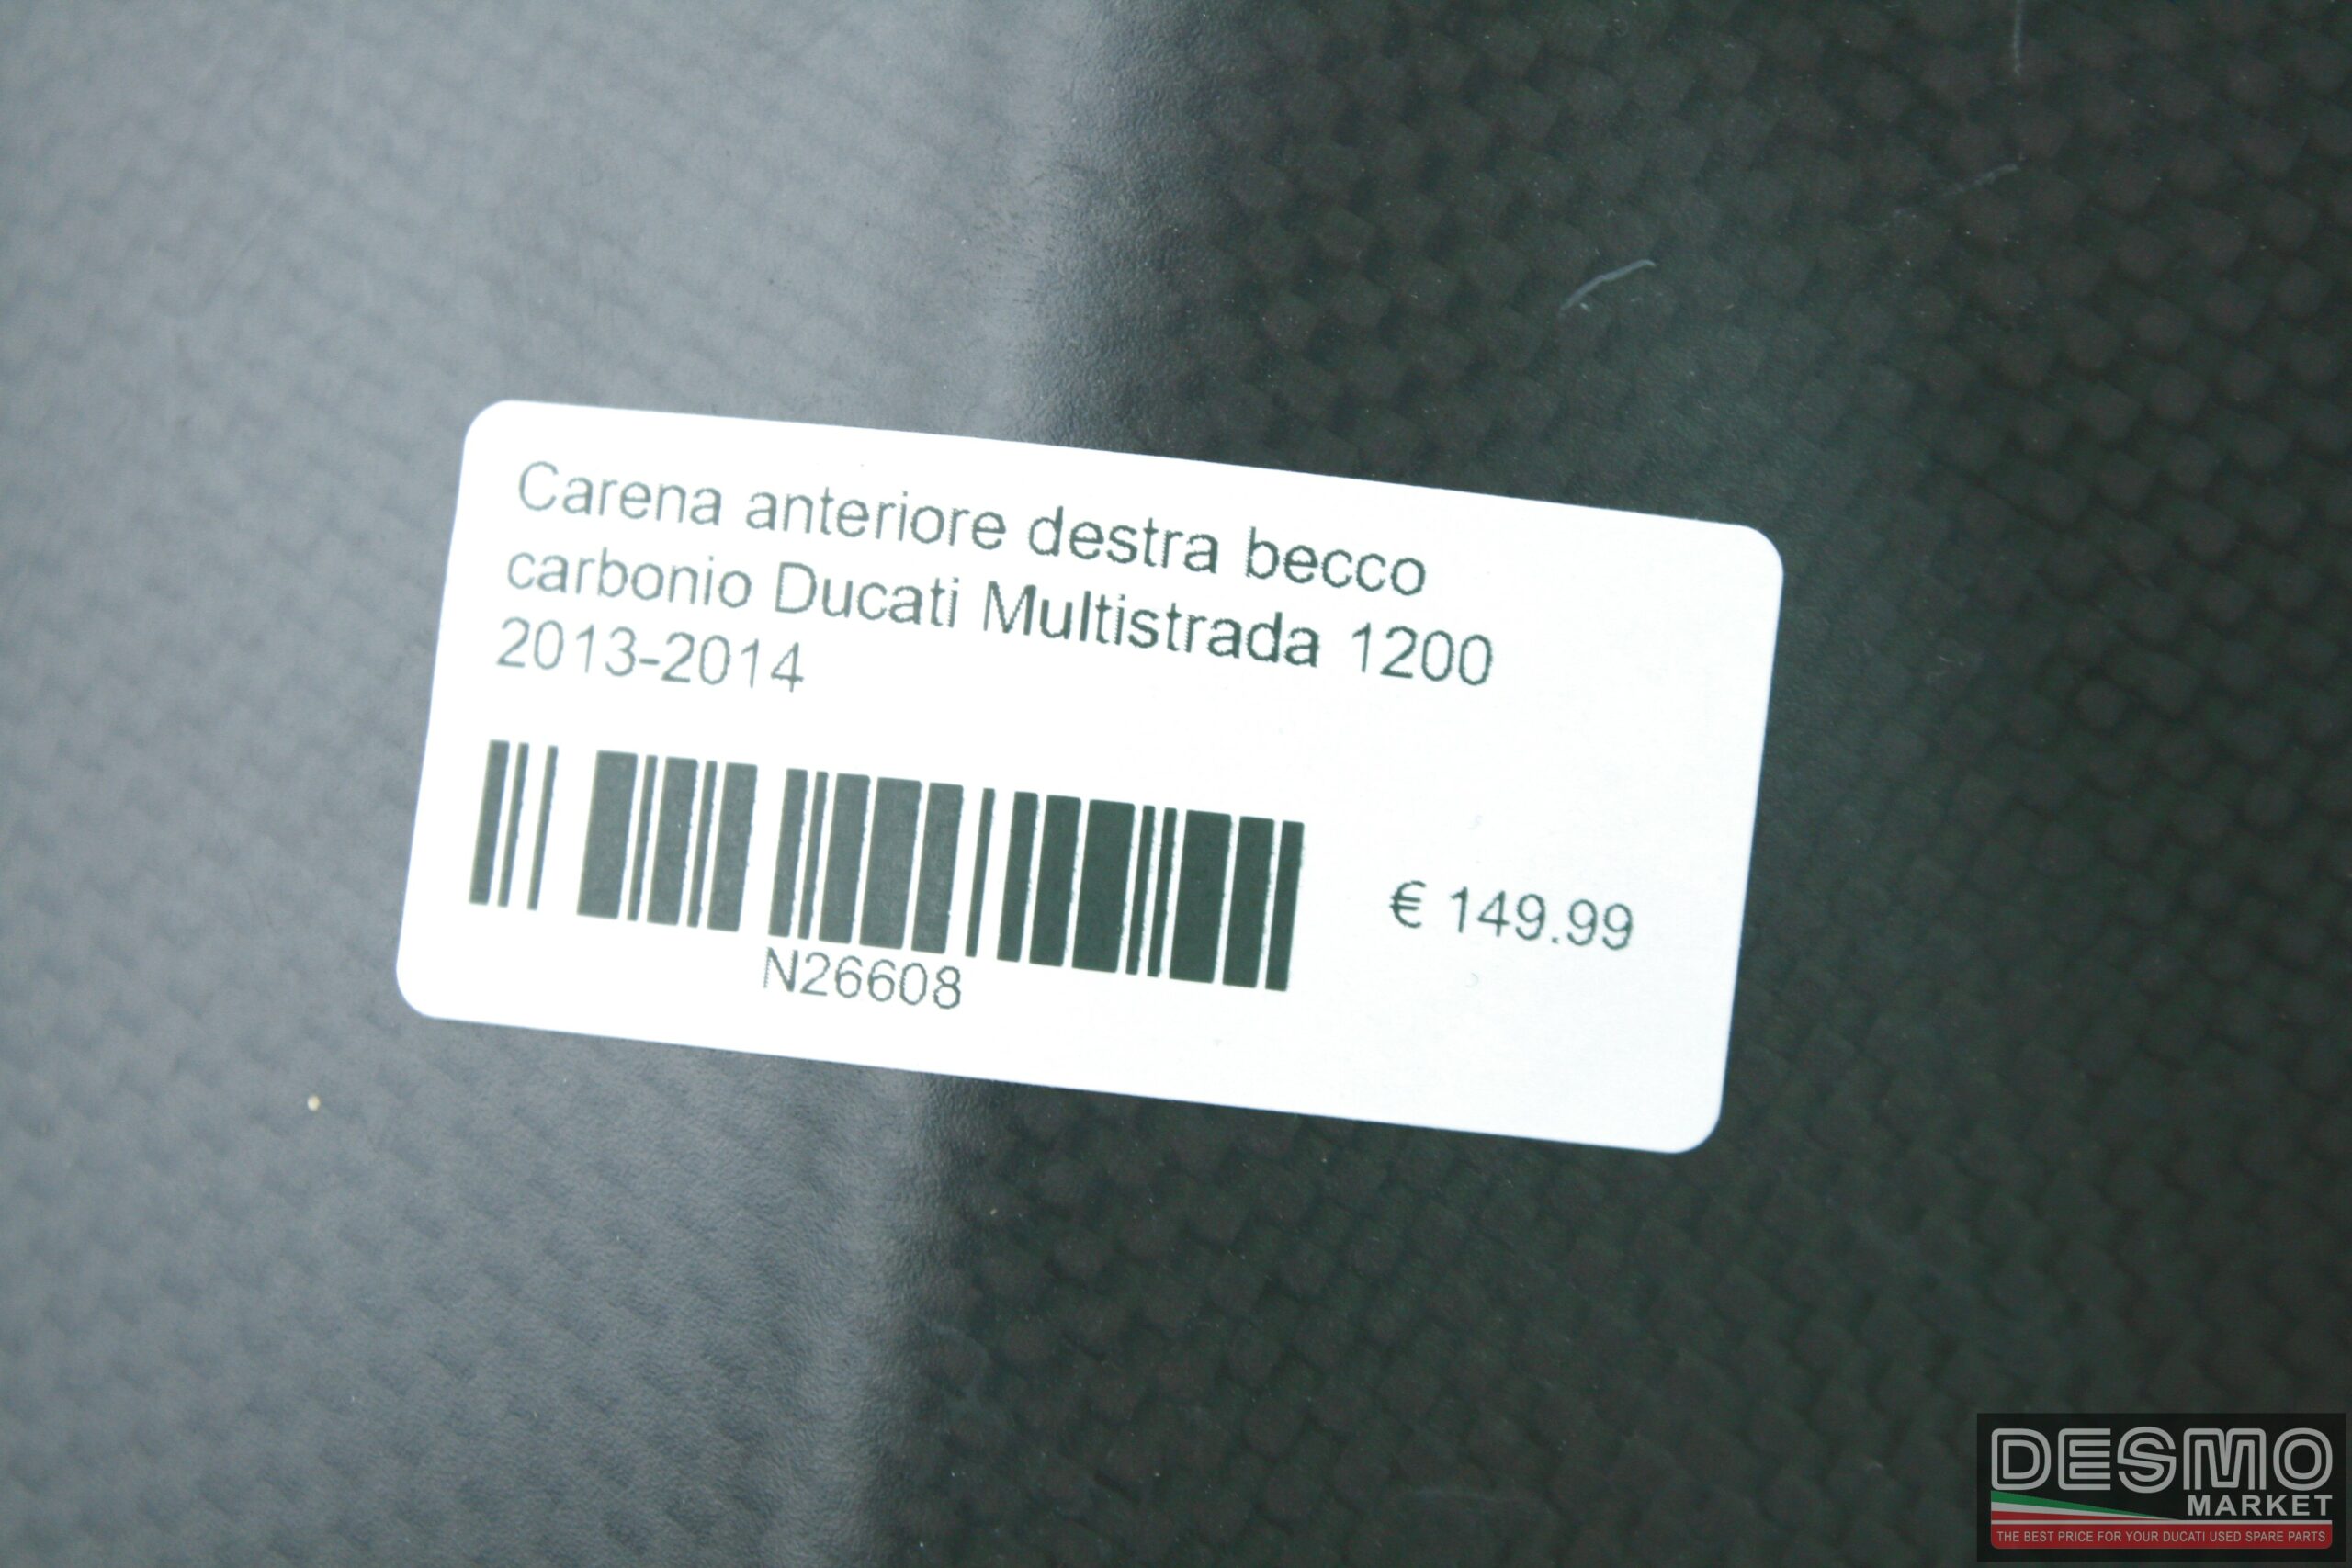 Carena anteriore destra becco
carbonio Ducati Multistrada 1200
2013-2014
€ 149.99
N26608
DESMO
MARKET
THE BEST PRICE FOR YOUR DUCATI USED SPARE PARTS